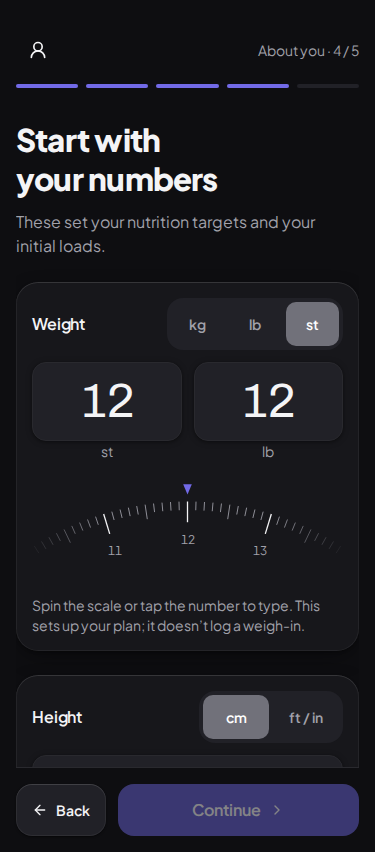 About you · 4 / 5
Start with
your numbers
These set your nutrition targets and your
initial loads.
Weight
kg
lb
st
12
12
st
lb
11
12
13
Spin the scale or tap the number to type. This
sets up your plan; it doesn’t log a weigh-in.
Height
cm
ft / in
Back
Continue